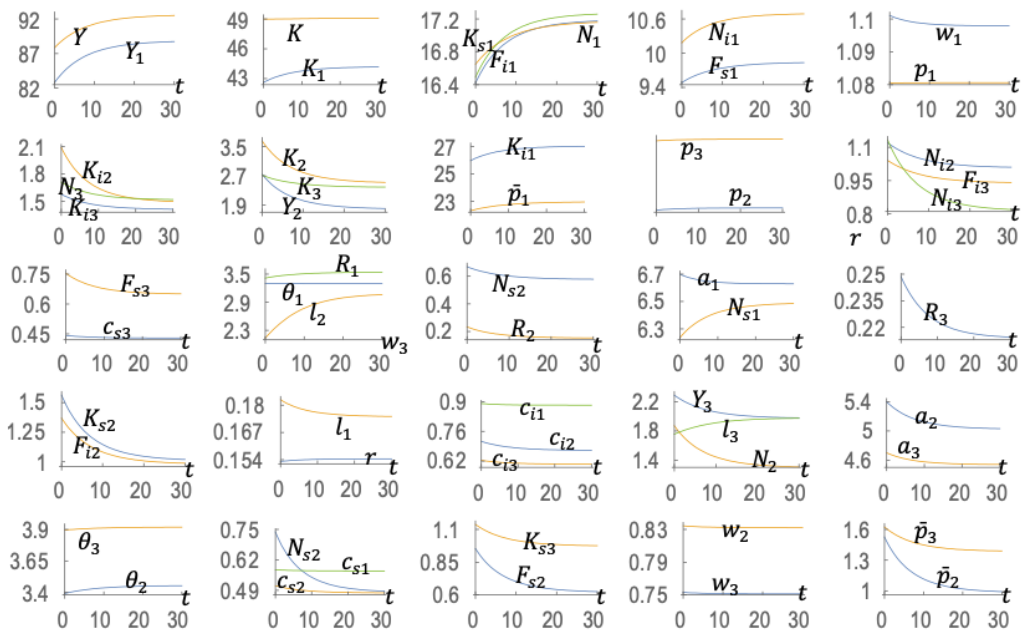 92
87
82
Y
Y₁
0 10 20 30
t
49
46
43
K
K₁
0 10 20 30
t
17.2
16.8
16.4
Kₛ₁
Fᵢ₁
N₁
0 10 20 30
t
10.6
10
9.4
Nᵢ₁
Fₛ₁
0 10 20 30
t
1.1
1.09
1.08
w₁
p₁
0 10 20 30
t
2.1
1.8
1.5
Kᵢ₂
N₃
Kᵢ₃
0 10 20 30
t
3.5
2.7
1.9
K₂
K₃
Y₂
0 10 20 30
t
27
25
23
Kᵢ₁
p̄₁
0 10 20 30
t
p₃
p₂
0 10 20 30
t
1.1
0.95
0.8
r
Nᵢ₂
Fᵢ₃
Nᵢ₃
0 10 20 30
t
0.75
0.6
0.45
Fₛ₃
cₛ₃
0 10 20 30
t
3.5
2.9
2.3
R₁
θ₁
l₂
w₃
0 10 20 30
0.6
0.4
0.2
Nₛ₂
R₂
0 10 20 30
t
6.7
6.5
6.3
a₁
Nₛ₁
0 10 20 30
t
0.25
0.235
0.22
R₃
0 10 20 30
t
1.5
1.25
1
Kₛ₂
Fᵢ₂
0 10 20 30
t
0.18
0.167
0.154
l₁
r
0 10 20 30
t
0.9
0.76
0.62
cᵢ₁
cᵢ₂
cᵢ₃
0 10 20 30
t
2.2
1.8
1.4
Y₃
l₃
N₂
0 10 20 30
t
5.4
5
4.6
a₂
a₃
0 10 20 30
t
3.9
3.65
3.4
θ₃
θ₂
0 10 20 30
t
0.75
0.62
0.49
Nₛ₂
cₛ₁
cₛ₂
0 10 20 30
t
1.1
0.85
0.6
Kₛ₃
Fₛ₂
0 10 20 30
t
0.83
0.79
0.75
w₂
w₃
0 10 20 30
t
1.6
1.3
1
p̄₃
p̄₂
0 10 20 30
t